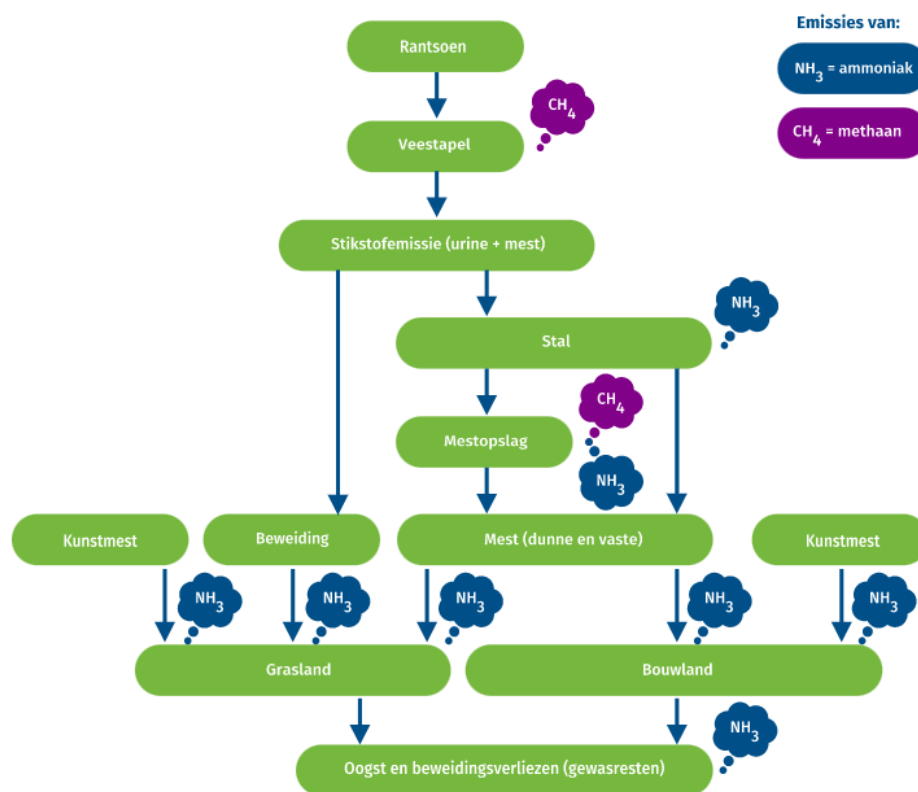 Emissies van:
Rantsoen
NH3 = ammoniak
CH4
CH4 = methaan
Veestapel
Stikstofemissie (urine + mest)
NH3
Stal
CH4
Mestopslag
NH3
Kunstmest
Beweiding
Mest (dunne en vaste)
Kunstmest
NH3
NH3
NH3
NH3
NH3
Grasland
Bouwland
NH3
Oogst en beweidingsverliezen (gewasresten)